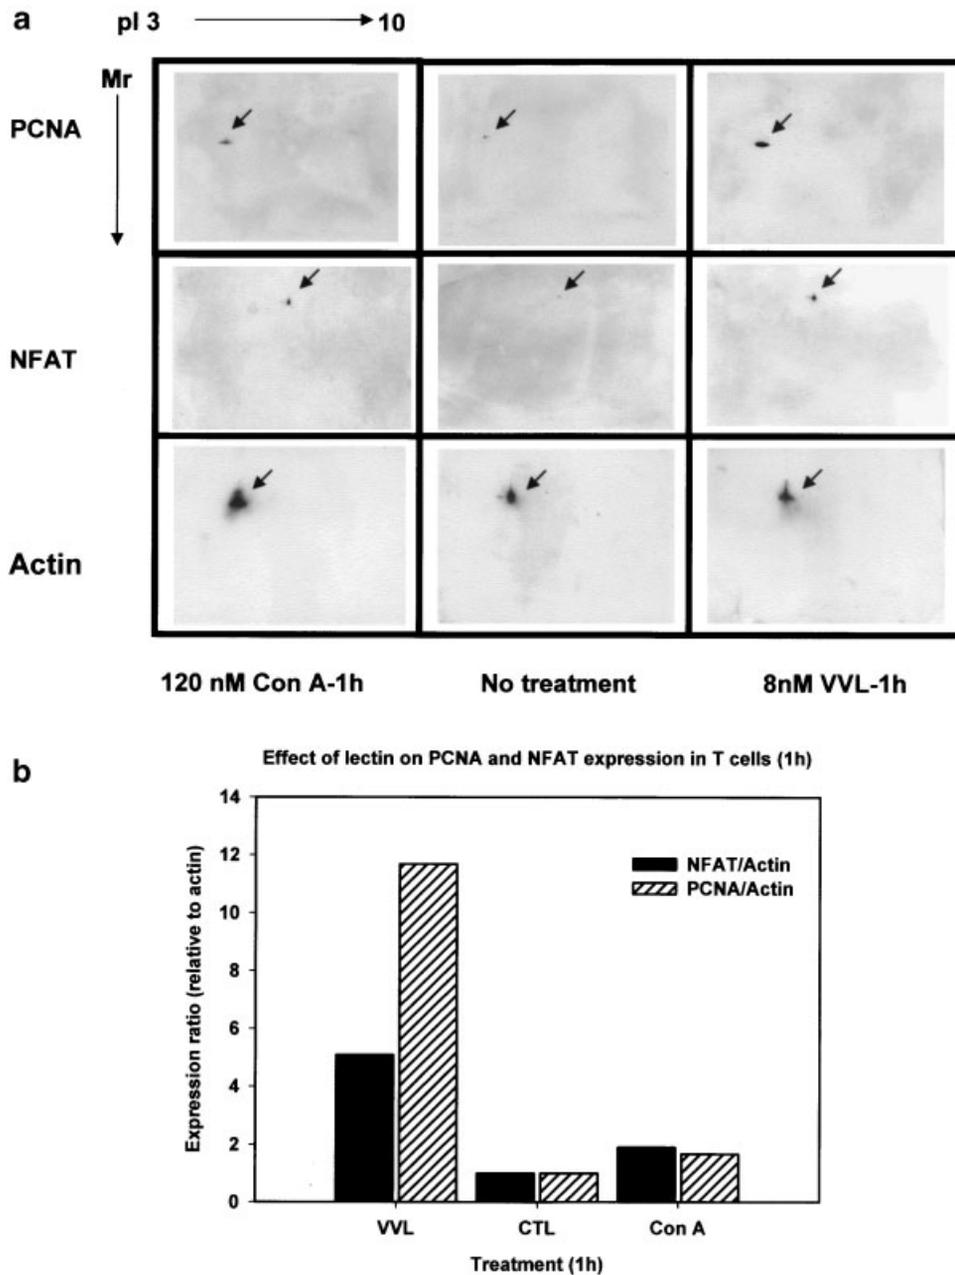 a
pI 3
10
Mr
PCNA
NFAT
Actin
120 nM Con A-1h
No treatment
8nM VVL-1h
b
Effect of lectin on PCNA and NFAT expression in T cells (1h)
14
12
10
8
6
4
2
0
Expression ratio (relative to actin)
NFAT/Actin
PCNA/Actin
VVL
CTL
Con A
Treatment (1h)